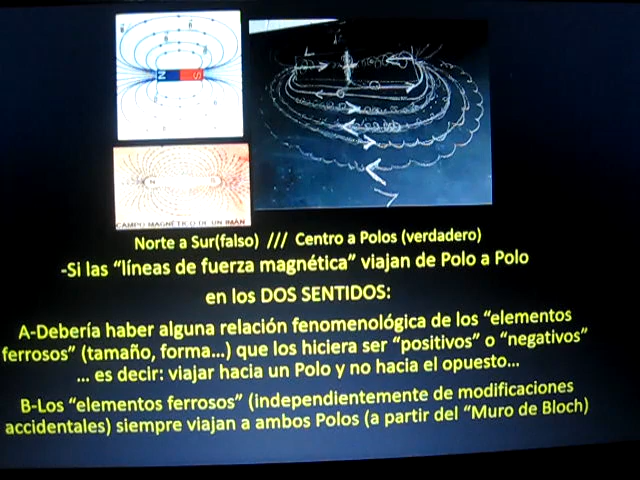 N S
CAMPO MAGNÉTICO DE UN IMÁN
Norte a Sur(falso) /// Centro a Polos (verdadero)
-Si las “líneas de fuerza magnética” viajan de Polo a Polo
en los DOS SENTIDOS:
A-Debería haber alguna relación fenomenológica de los “elementos
ferrosos” (tamaño, forma...) que los hiciera ser “positivos” o “negativos”
... es decir: viajar hacia un Polo y no hacia el opuesto...
B-Los “elementos ferrosos” (independientemente de modificaciones
accidentales) siempre viajan a ambos Polos (a partir del “Muro de Bloch)